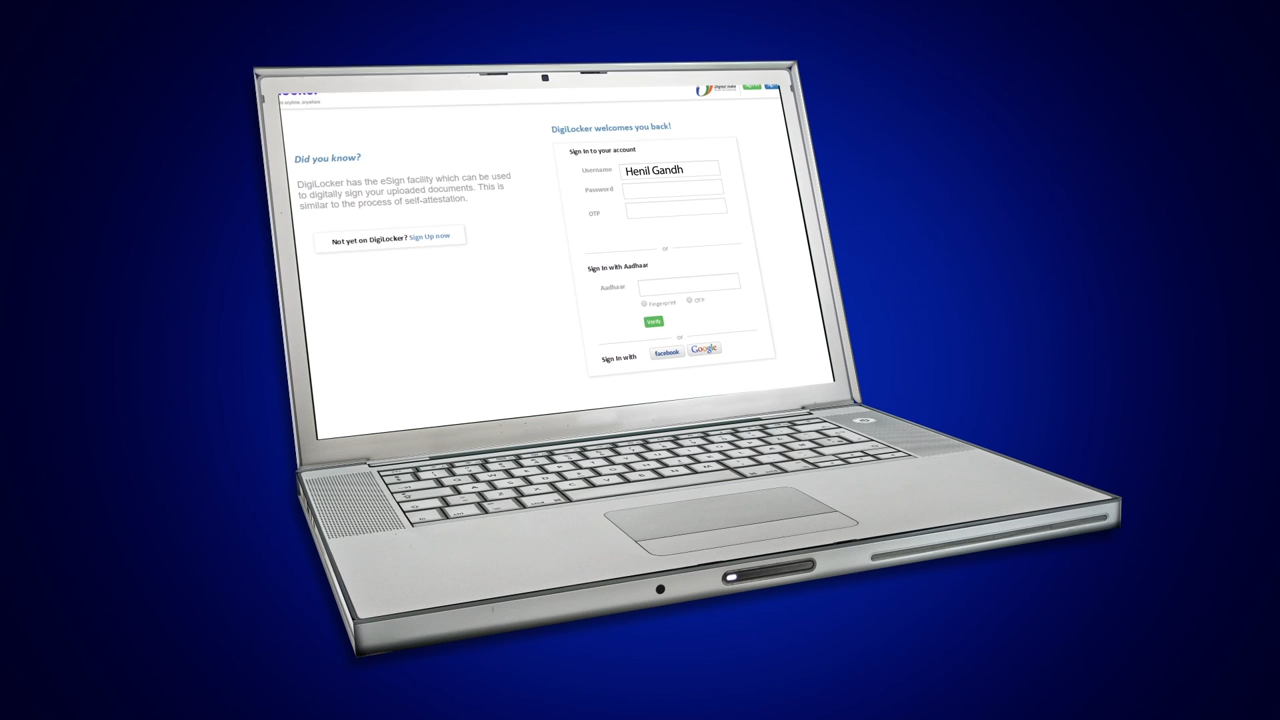 Digital India
DigiLocker welcomes you back!
Did you know?
DigiLocker has the eSign facility which can be used
to digitally sign your uploaded documents. This is
similar to the process of self-attestation.
Not yet on DigiLocker? Sign Up now
Sign In to your account
Username Henil Gandh
Password
OTP
or
Sign In with Aadhaar
Aadhaar
Fingerprint OTP
Verify
or
Sign In with facebook Google